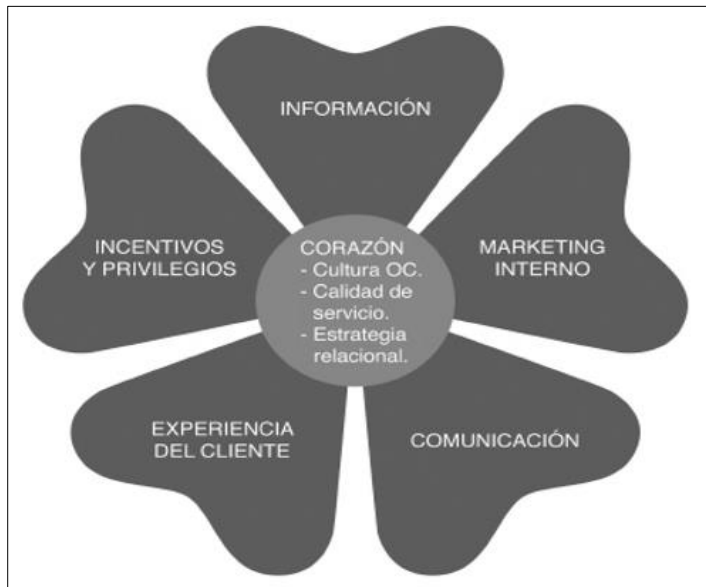 INFORMACIÓN
INCENTIVOS
Y PRIVILEGIOS
CORAZÓN
- Cultura OC.
- Calidad de
servicio.
- Estrategia
relacional.
MARKETING
INTERNO
EXPERIENCIA
DEL CLIENTE
COMUNICACIÓN